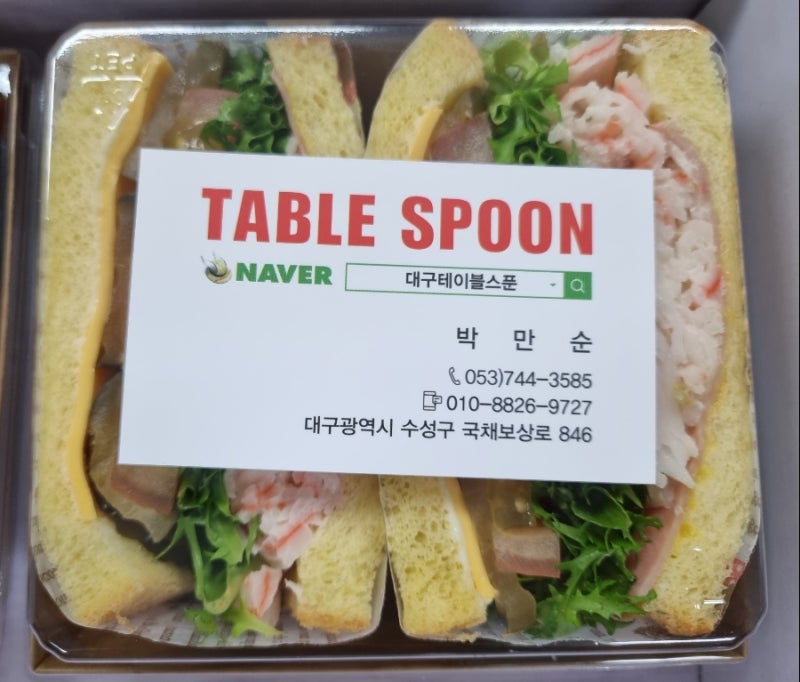 PET
TABLE SPOON
NAVER 대구테이블스푼
박 만 순
053)744-3585
010-8826-9727
대구광역시 수성구 국채보상로 846